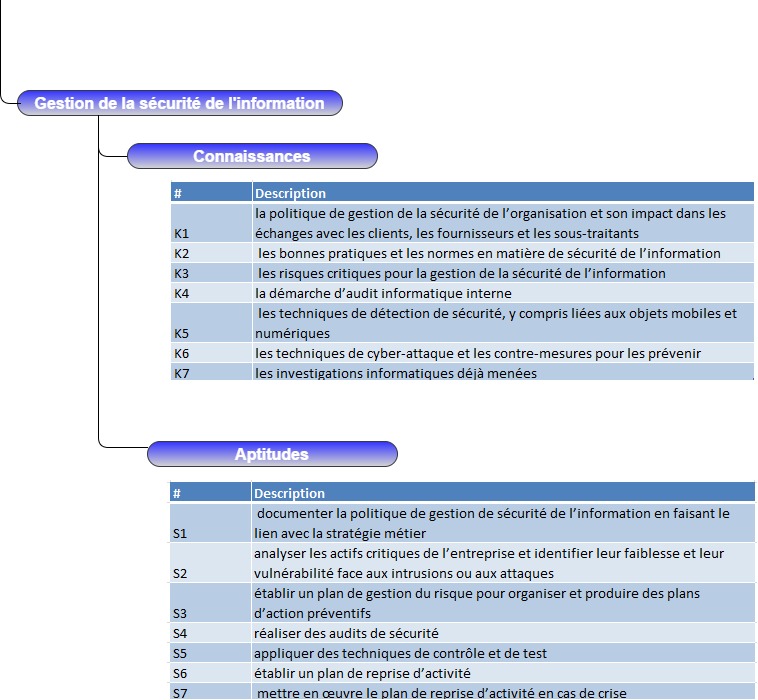 Gestion de la sécurité de l'information
Connaissances
# Description
la politique de gestion de la sécurité de l’organisation et son impact dans les
K1 échanges avec les clients, les fournisseurs et les sous-traitants
K2 les bonnes pratiques et les normes en matière de sécurité de l’information
K3 les risques critiques pour la gestion de la sécurité de l’information
K4 la démarche d’audit informatique interne
les techniques de détection de sécurité, y compris liées aux objets mobiles et
K5 numériques
K6 les techniques de cyber-attaque et les contre-mesures pour les prévenir
K7 les investigations informatiques déjà menées
Aptitudes
# Description
documenter la politique de gestion de sécurité de l’information en faisant le
S1 lien avec la stratégie métier
analyser les actifs critiques de l’entreprise et identifier leur faiblesse et leur
S2 vulnérabilité face aux intrusions ou aux attaques
établir un plan de gestion du risque pour organiser et produire des plans
S3 d’action préventifs
S4 réaliser des audits de sécurité
S5 appliquer des techniques de contrôle et de test
S6 établir un plan de reprise d’activité
S7 mettre en œuvre le plan de reprise d’activité en cas de crise